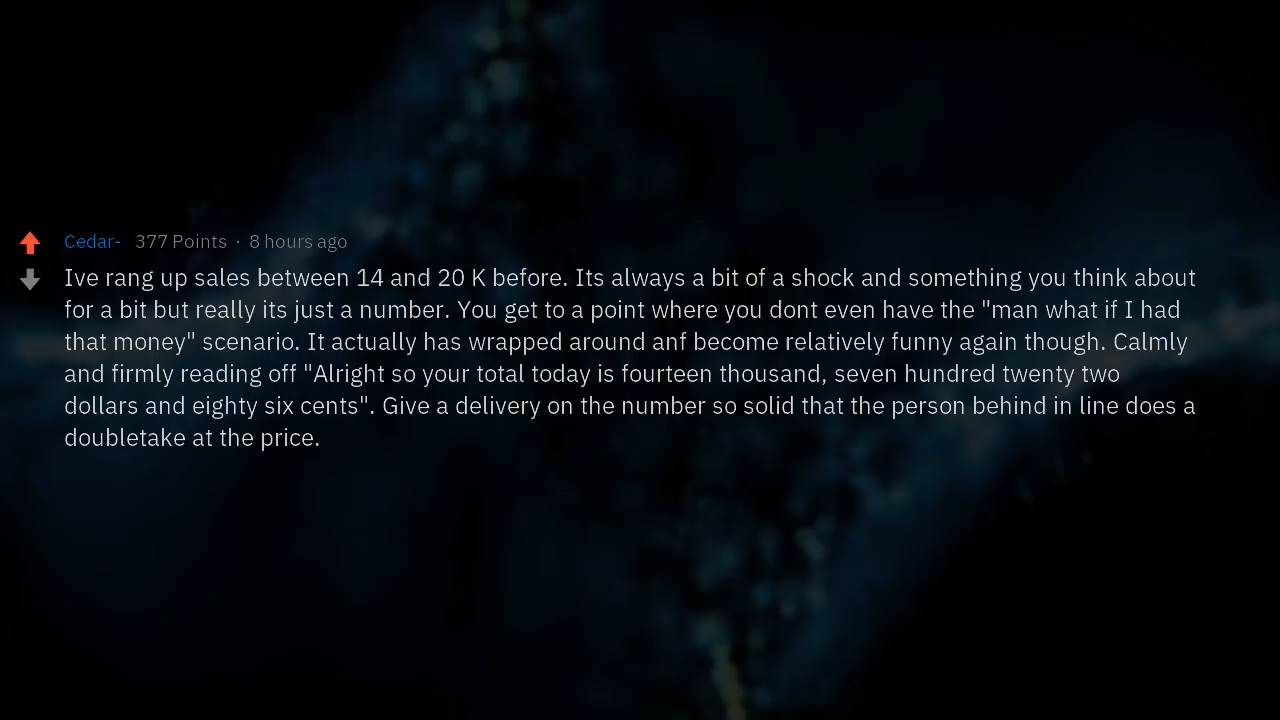 Cedar- 377 Points · 8 hours ago
Ive rang up sales between 14 and 20 K before. Its always a bit of a shock and something you think about
for a bit but really its just a number. You get to a point where you dont even have the "man what if I had
that money" scenario. It actually has wrapped around anf become relatively funny again though. Calmly
and firmly reading off "Alright so your total today is fourteen thousand, seven hundred twenty two
dollars and eighty six cents". Give a delivery on the number so solid that the person behind in line does a
doubletake at the price.